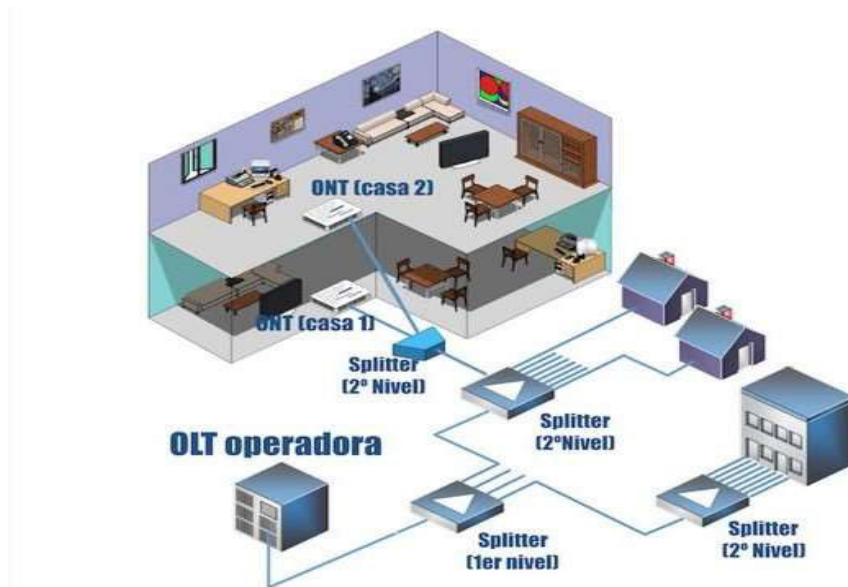 ONT (casa 2)
ONT (casa 1)
Splitter
(2º Nivel)
Splitter
(2ºNivel)
OLT operadora
Splitter
(1er nivel)
Splitter
(2º Nivel)